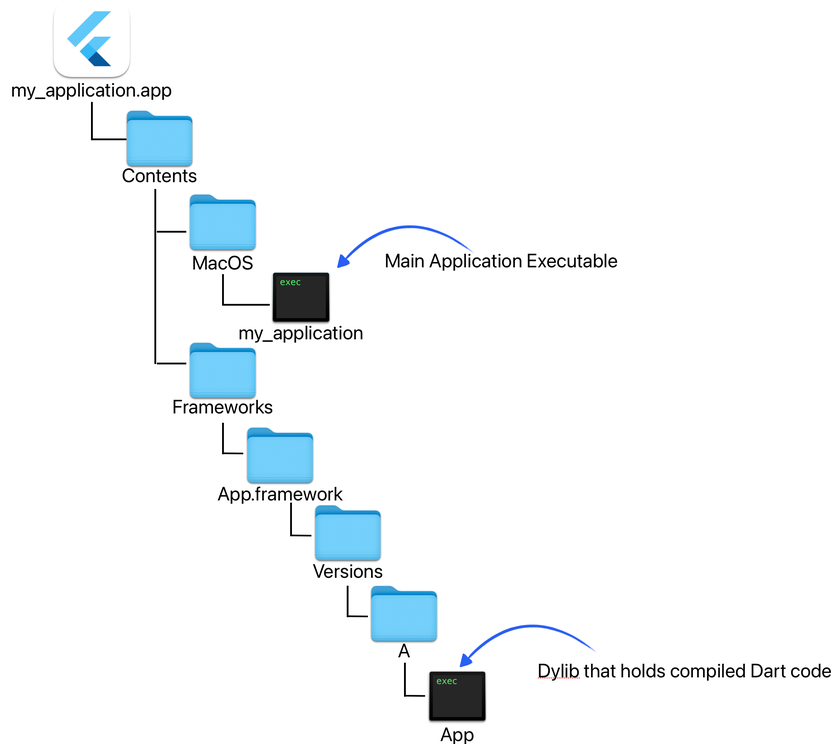 my_application.app
Contents
MacOS
exec
Main Application Executable
my_application
Frameworks
App.framework
Versions
A
exec
Dylib that holds compiled Dart code
App